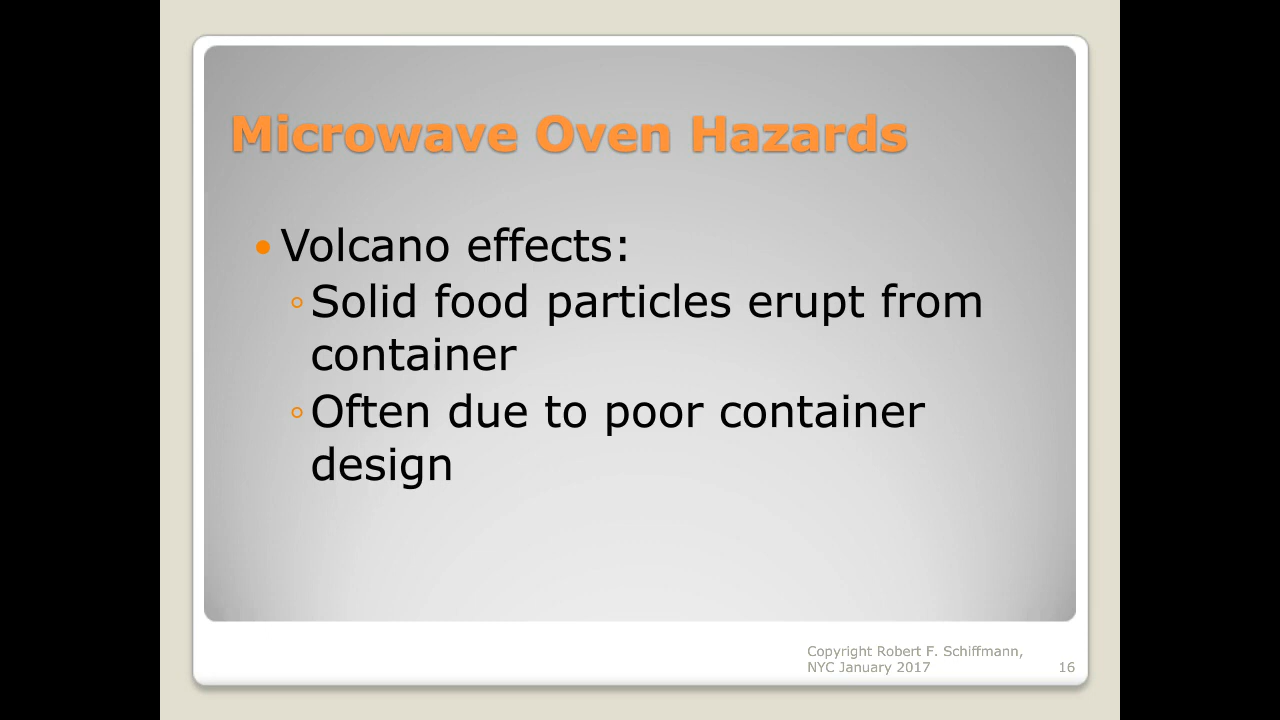 Microwave Oven Hazards
Volcano effects:
Solid food particles erupt from
container
Often due to poor container
design
Copyright Robert F. Schiffmann,
NYC January 2017
16